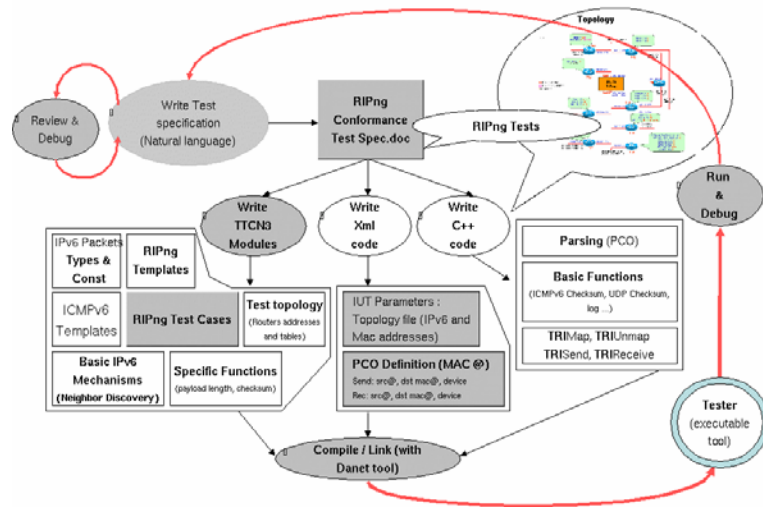 Topology
Write Test
specification
(Natural language)
Review &
Debug
RIPng
Conformance
Test Spec.doc
RIPng Tests
Run
&
Debug
Write
TTCN3
Modules
Write
Xml
code
Write
C++
code
IPv6 Packets
Types &
Const
RIPng
Templates
ICMPv6
Templates
RIPng Test Cases
Test topology
(Routers addresses
and tables)
Basic IPv6
Mechanisms
(Neighbor Discovery)
Specific Functions
(payload length, checksum)
IUT Parameters :
Topology file (IPv6 and
Mac addresses)
PCO Definition (MAC @)
Send: src@, dst mac@, device
Rec: src@, dst mac@, device
Parsing (PCO)
Basic Functions
(ICMPv6 Checksum, UDP Checksum,
log ...)
TRIMap, TRIUnmap
TRISend, TRIReceive
Tester
(executable
tool)
Compile / Link (with
Danet tool)